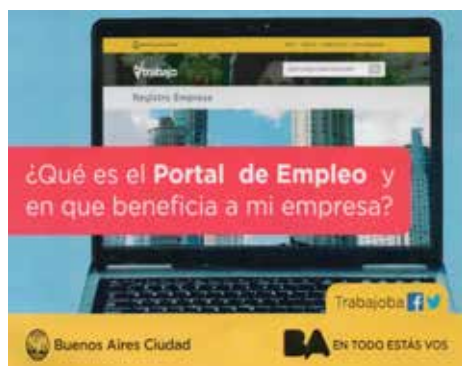 trabajo
Registro Empresa
¿Qué es el Portal de Empleo y
en que beneficia a mi empresa?
Trabajoba
Buenos Aires Ciudad
BA EN TODO ESTÁS VOS